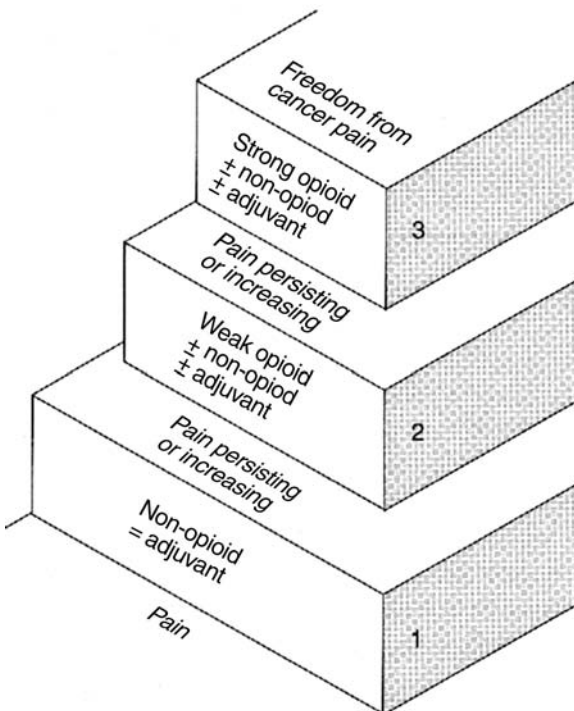 Freedom from
cancer pain
Strong opioid
± non-opiod
± adjuvant
3
Pain persisting
or increasing
Weak opioid
± non-opiod
± adjuvant
2
Pain persisting
or increasing
Non-opioid
= adjuvant
1
Pain